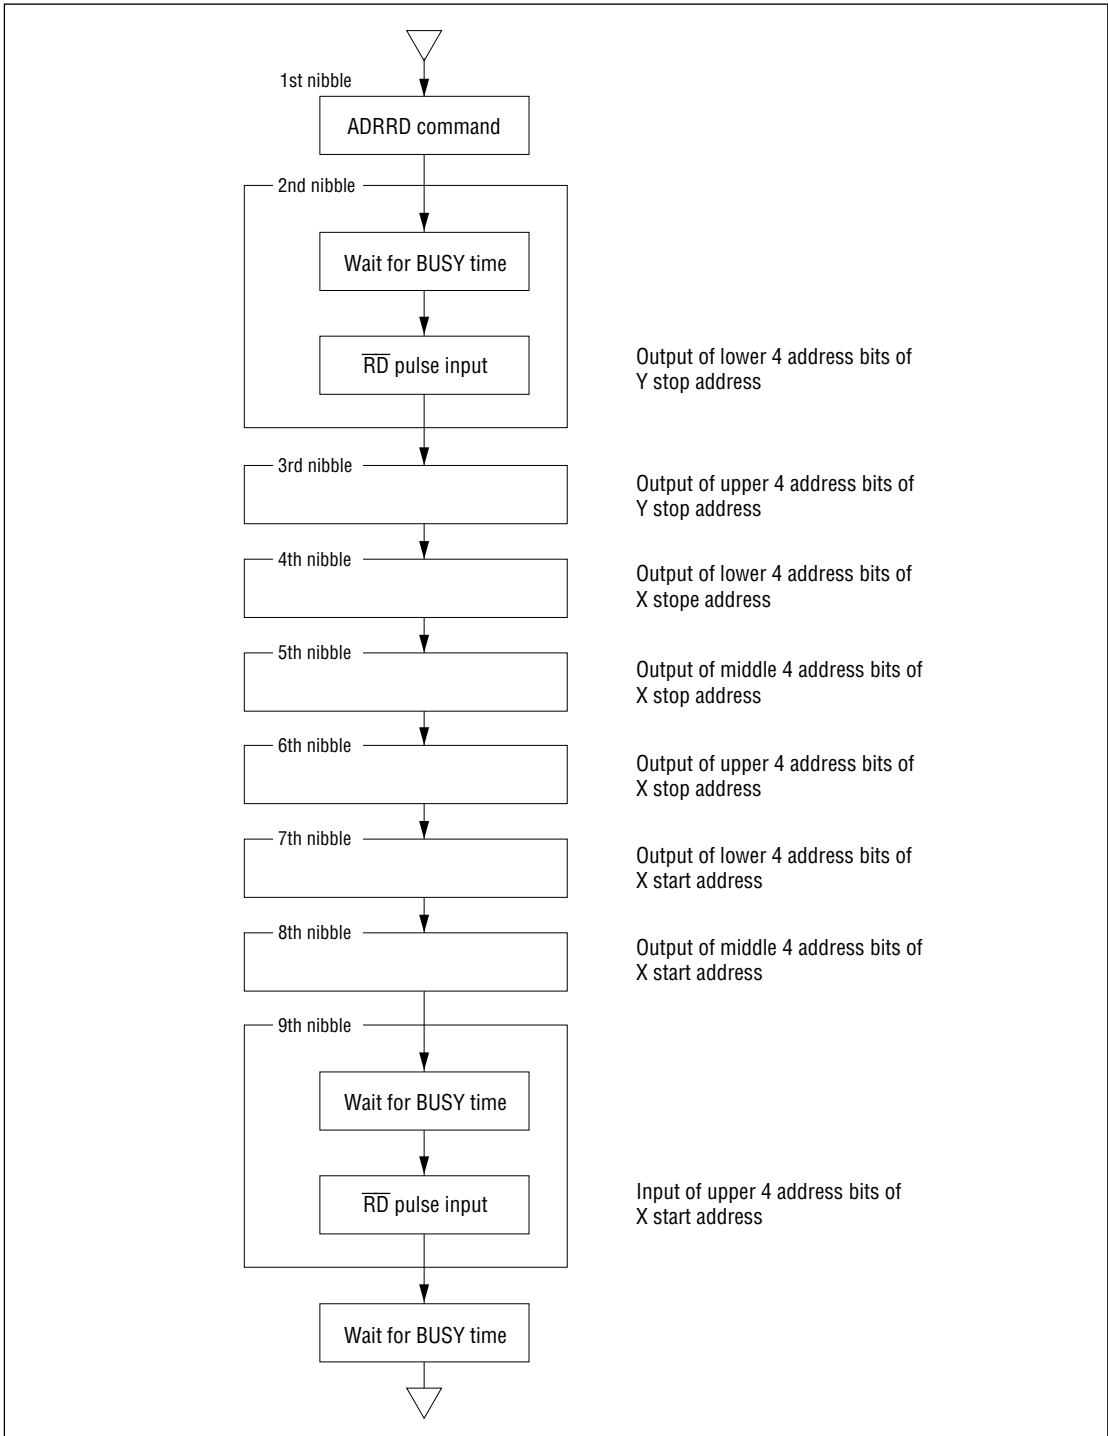 1st nibble
ADRRD command
2nd nibble
Wait for BUSY time
R̅D̅ pulse input
Output of lower 4 address bits of
Y stop address
3rd nibble
Output of upper 4 address bits of
Y stop address
4th nibble
Output of lower 4 address bits of
X stope address
5th nibble
Output of middle 4 address bits of
X stop address
6th nibble
Output of upper 4 address bits of
X stop address
7th nibble
Output of lower 4 address bits of
X start address
8th nibble
Output of middle 4 address bits of
X start address
9th nibble
Wait for BUSY time
R̅D̅ pulse input
Input of upper 4 address bits of
X start address
Wait for BUSY time